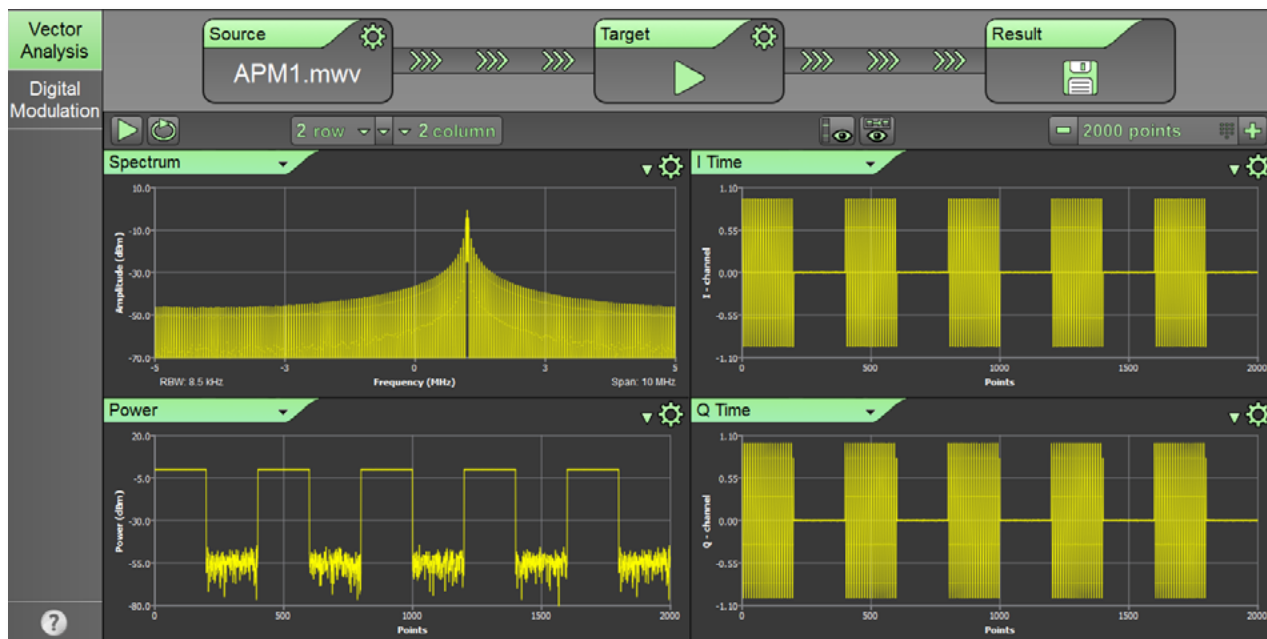 Vector
Analysis
Digital
Modulation
Source
APM1.mwv
Target
Result
2 row
2 column
2000 points
Spectrum
10.0
-10.0
-30.0
-50.0
-70.0
Amplitude (dBm)
-5
-3
0
3
5
RBW: 8.5 kHz
Frequency (MHz)
Span: 10 MHz
I Time
1.10
0.55
0.00
-0.55
-1.10
I - channel
0
500
1000
1500
2000
Points
Power
20.0
-5.0
-30.0
-55.0
-80.0
Power (dBm)
0
500
1000
1500
2000
Points
Q Time
1.10
0.55
0.00
-0.55
-1.10
Q - channel
0
500
1000
1500
2000
Points
?